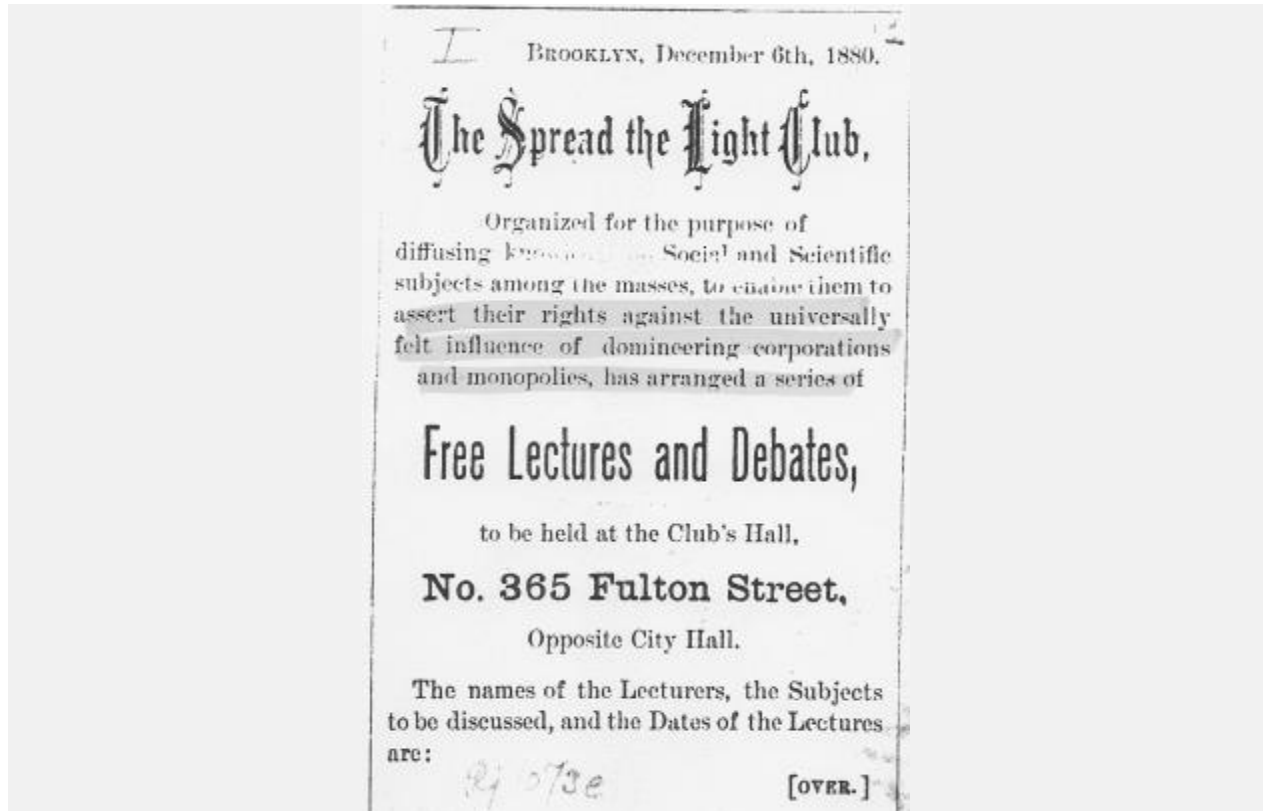 I
BROOKLYN, December 6th, 1880.
The Spread the Light Club,
Organized for the purpose of
diffusing Social and Scientific
subjects among the masses, to enable them to
assert their rights against the universally
felt influence of domineering corporations
and monopolies, has arranged a series of
Free Lectures and Debates,
to be held at the Club's Hall,
No. 365 Fulton Street,
Opposite City Hall.
The names of the Lecturers, the Subjects
to be discussed, and the Dates of the Lectures
are:
[OVER.]